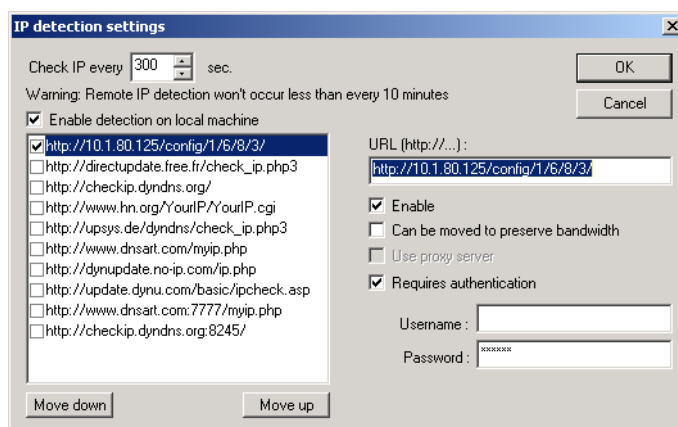 IP detection settings
Check IP every 300 sec.
OK
Warning: Remote IP detection won't occur less than every 10 minutes
Cancel
Enable detection on local machine
http://10.1.80.125/config/1/6/8/3/
http://directupdate.free.fr/check_ip.php3
http://checkip.dyndns.org/
http://www.hn.org/YourIP/YourIP.cgi
http://upsys.de/dyndns/check_ip.php3
http://www.dnsart.com/myip.php
http://dynupdate.no-ip.com/ip.php
http://update.dynu.com/basic/ipcheck.asp
http://www.dnsart.com:7777/myip.php
http://checkip.dyndns.org:8245/
URL (http://...) :
http://10.1.80.125/config/1/6/8/3/
Enable
Can be moved to preserve bandwidth
Use proxy server
Requires authentication
Username :
Password : xxxxxx
Move down
Move up